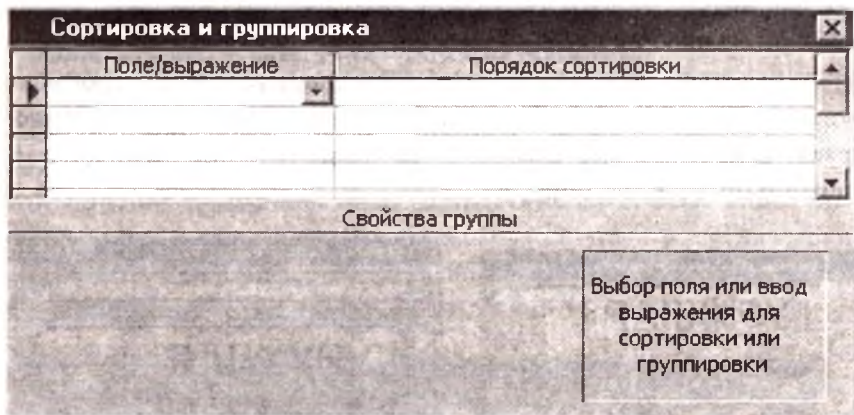 Сортировка и группировка
Поле/выражение Порядок сортировки
Свойства группы
Выбор поля или ввод
выражения для
сортировки или
группировки